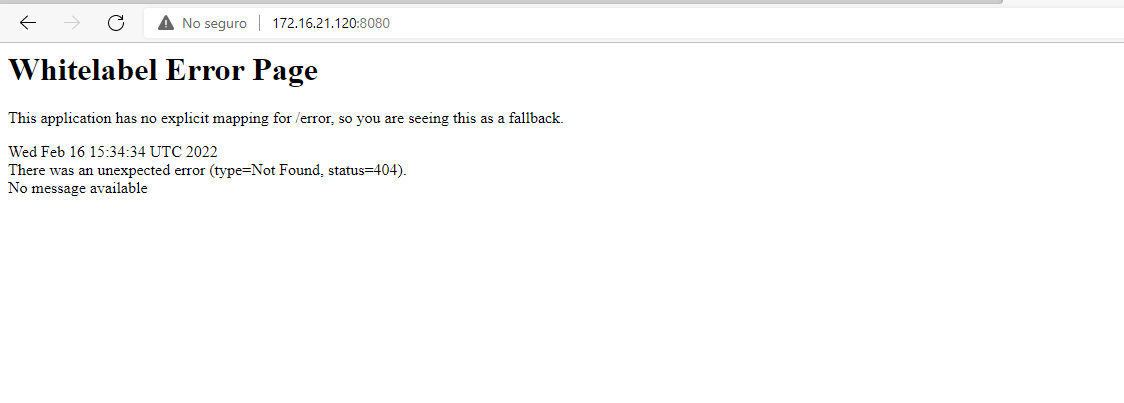 No seguro 172.16.21.120:8080
Whitelabel Error Page
This application has no explicit mapping for /error, so you are seeing this as a fallback.
Wed Feb 16 15:34:34 UTC 2022
There was an unexpected error (type=Not Found, status=404).
No message available